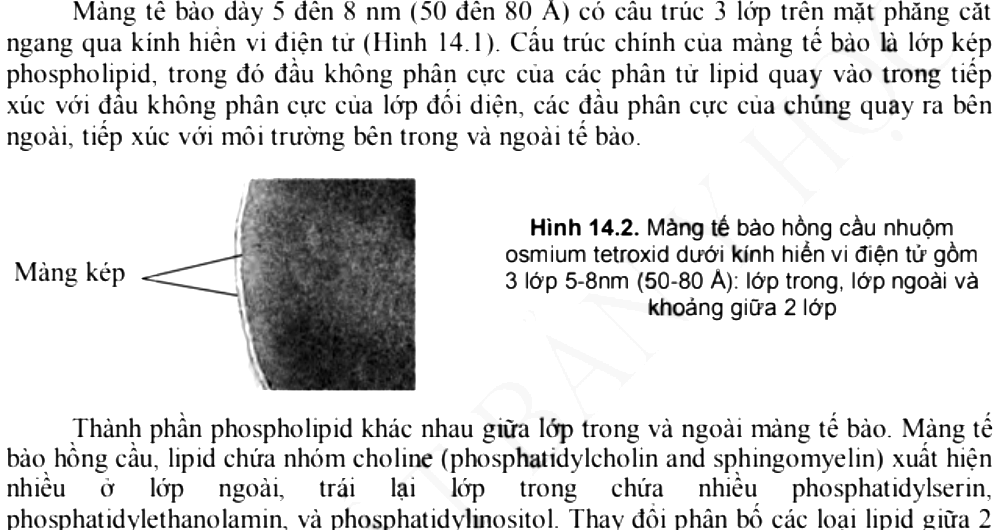 Màng tế bào dày 5 đến 8 nm (50 đến 80 Å) có cấu trúc 3 lớp trên mặt phẳng cắt
ngang qua kính hiển vi điện tử (Hình 14.1). Cấu trúc chính của màng tế bào là lớp kép
phospholipid, trong đó đầu không phân cực của các phân tử lipid quay vào trong tiếp
xúc với đầu không phân cực của lớp đối diện, các đầu phân cực của chúng quay ra bên
ngoài, tiếp xúc với môi trường bên trong và ngoài tế bào.
Màng kép
Hình 14.2. Màng tế bào hồng cầu nhuộm
osmium tetroxid dưới kính hiển vi điện tử gồm
3 lớp 5-8nm (50-80 Å): lớp trong, lớp ngoài và
khoảng giữa 2 lớp
Thành phần phospholipid khác nhau giữa lớp trong và ngoài màng tế bào. Màng tế
bào hồng cầu, lipid chứa nhóm choline (phosphatidylcholin and sphingomyelin) xuất hiện
nhiều ở lớp ngoài, trái lại lớp trong chứa nhiều phosphatidylserin,
phosphatidylethanolamin, và phosphatidylinositol. Thay đổi phân bố các loại lipid giữa 2